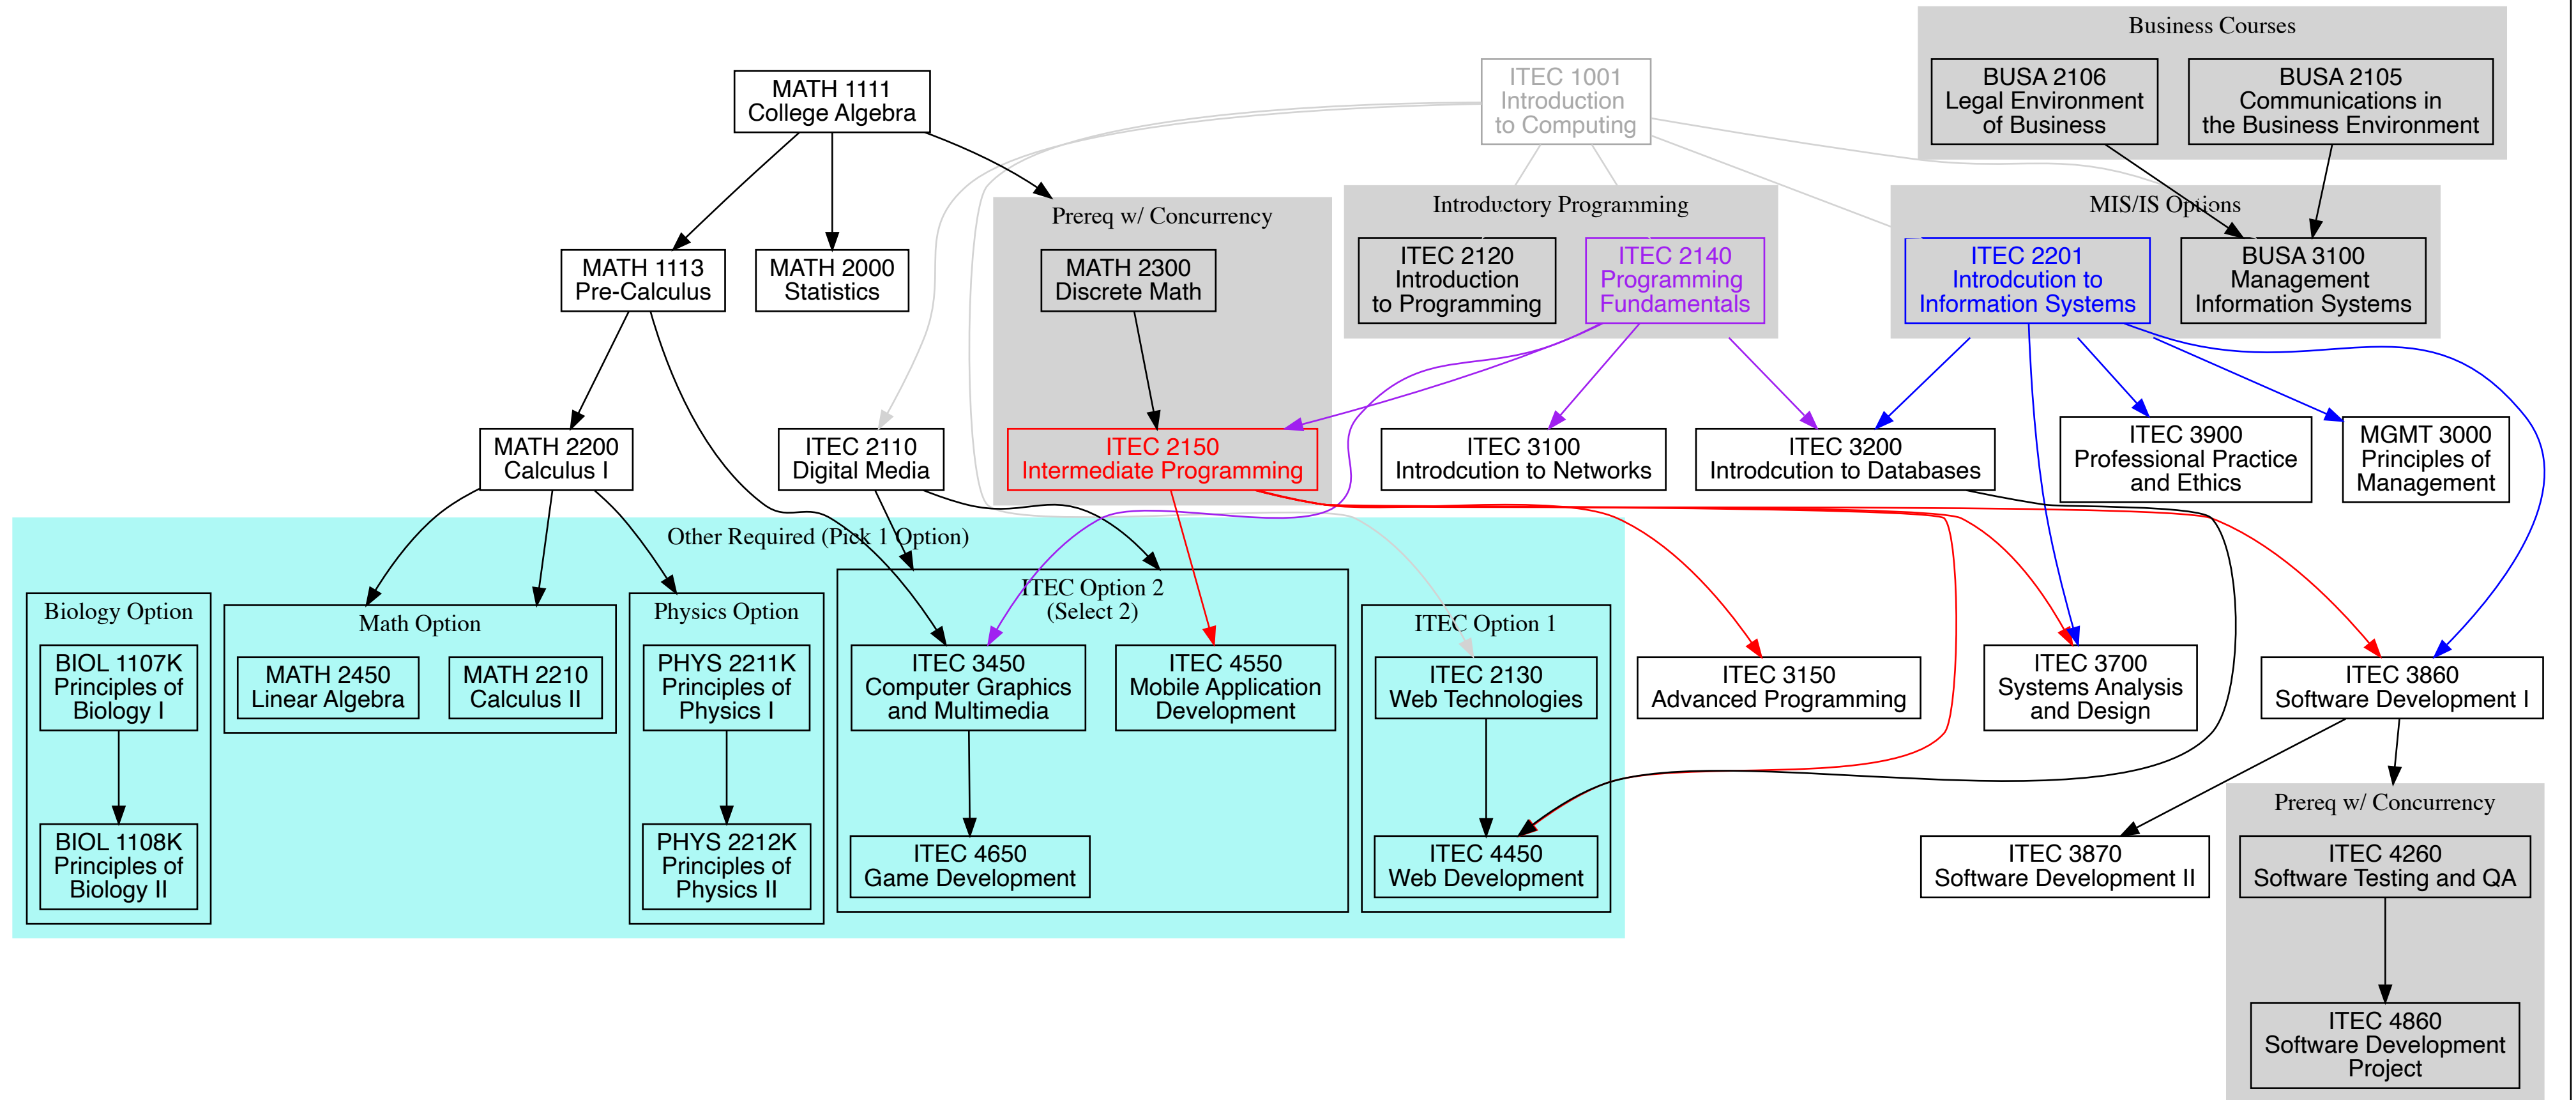 Business Courses
MATH 1111
College Algebra
ITEC 1001
Introduction
to Computing
BUSA 2106
Legal Environment
of Business
BUSA 2105
Communications in
the Business Environment
Prereq w/ Concurrency
Introductory Programming
MIS/IS Options
MATH 1113
Pre-Calculus
MATH 2000
Statistics
MATH 2300
Discrete Math
ITEC 2120
Introduction
to Programming
ITEC 2140
Programming
Fundamentals
ITEC 2201
Introdcution to
Information Systems
BUSA 3100
Management
Information Systems
MATH 2200
Calculus I
ITEC 2110
Digital Media
ITEC 2150
Intermediate Programming
ITEC 3100
Introdcution to Networks
ITEC 3200
Introdcution to Databases
ITEC 3900
Professional Practice
and Ethics
MGMT 3000
Principles of
Management
Other Required (Pick 1 Option)
Biology Option
Math Option
Physics Option
ITEC Option 2
(Select 2)
ITEC Option 1
BIOL 1107K
Principles of
Biology I
MATH 2450
Linear Algebra
MATH 2210
Calculus II
PHYS 2211K
Principles of
Physics I
ITEC 3450
Computer Graphics
and Multimedia
ITEC 4550
Mobile Application
Development
ITEC 2130
Web Technologies
ITEC 3150
Advanced Programming
ITEC 3700
Systems Analysis
and Design
ITEC 3860
Software Development I
Prereq w/ Concurrency
BIOL 1108K
Principles of
Biology II
PHYS 2212K
Principles of
Physics II
ITEC 4650
Game Development
ITEC 4450
Web Development
ITEC 3870
Software Development II
ITEC 4260
Software Testing and QA
ITEC 4860
Software Development
Project